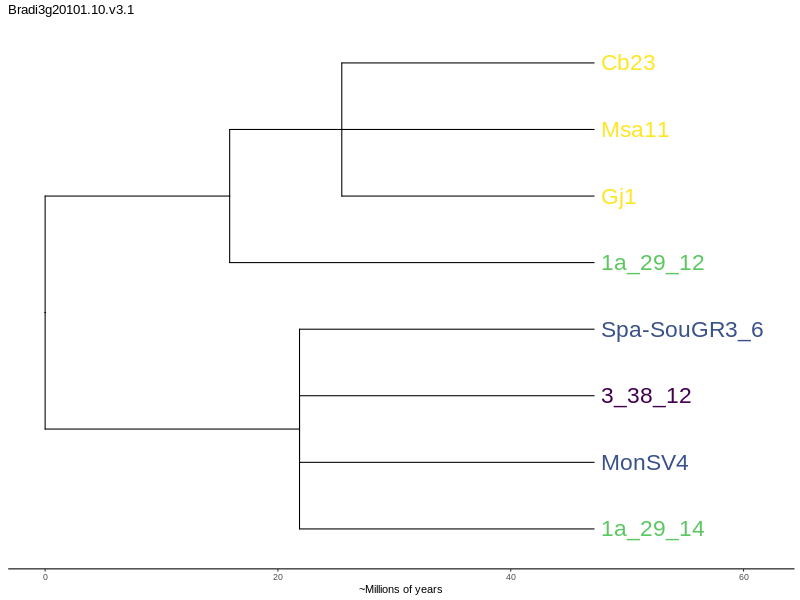 Bradi3g20101.10.v3.1
Cb23
Msa11
Gj1
1a_29_12
Spa-SouGR3_6
3_38_12
MonSV4
1a_29_14
0 20 40 60
~Millions of years